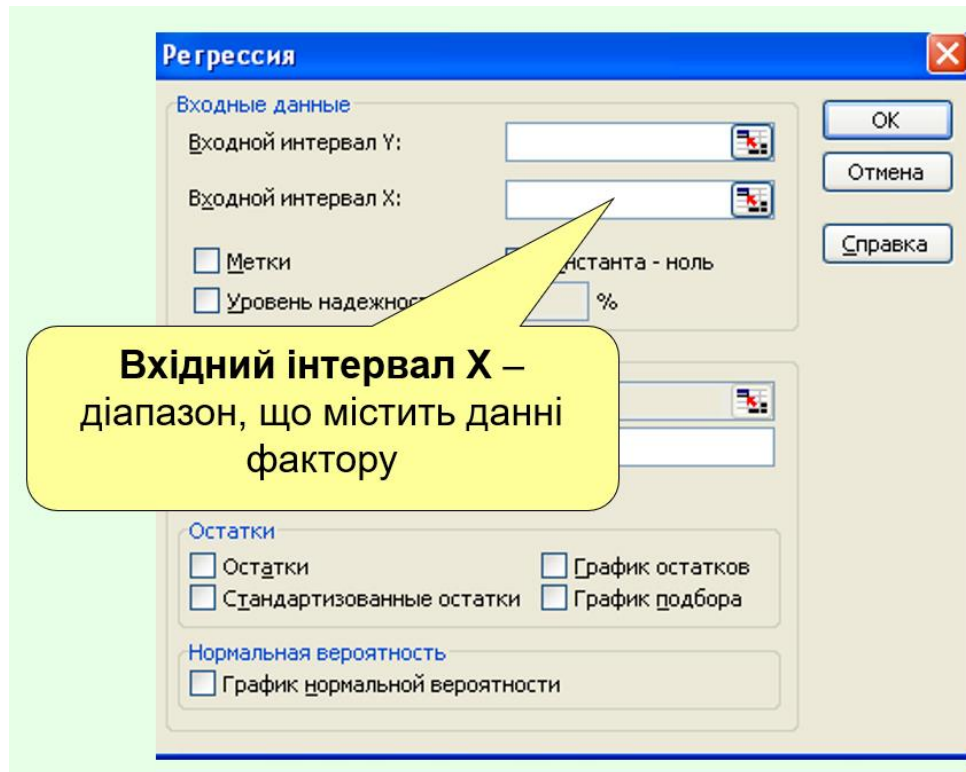 Регрессия
Входные данные
Входной интервал Y:
Входной интервал X:
Метки
нстанта - ноль
Уровень надежнос
%
OK
Отмена
Справка
Вхідний інтервал X –
діапазон, що містить данні
фактору
Остатки
Остатки
График остатков
Стандартизованные остатки
График подбора
Нормальная вероятность
График нормальной вероятности